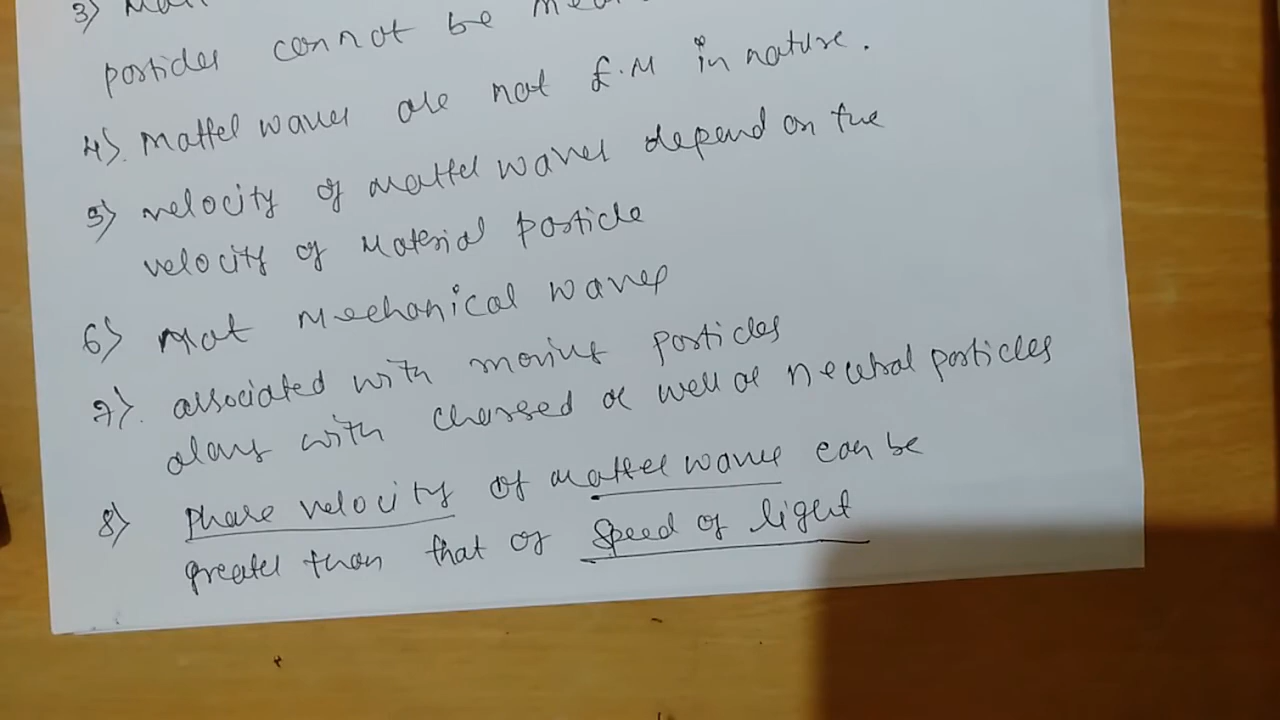 3)
particles cannot be
4). Matter waves are not E.M in nature.
5) velocity of matter waves depend on the
velocity of Material particle
6) Not Mechanical waves
7). associated with moving particles
along with charged as well as neutral particles
8) Phase velocity of matter waves can be
greater than that of speed of light